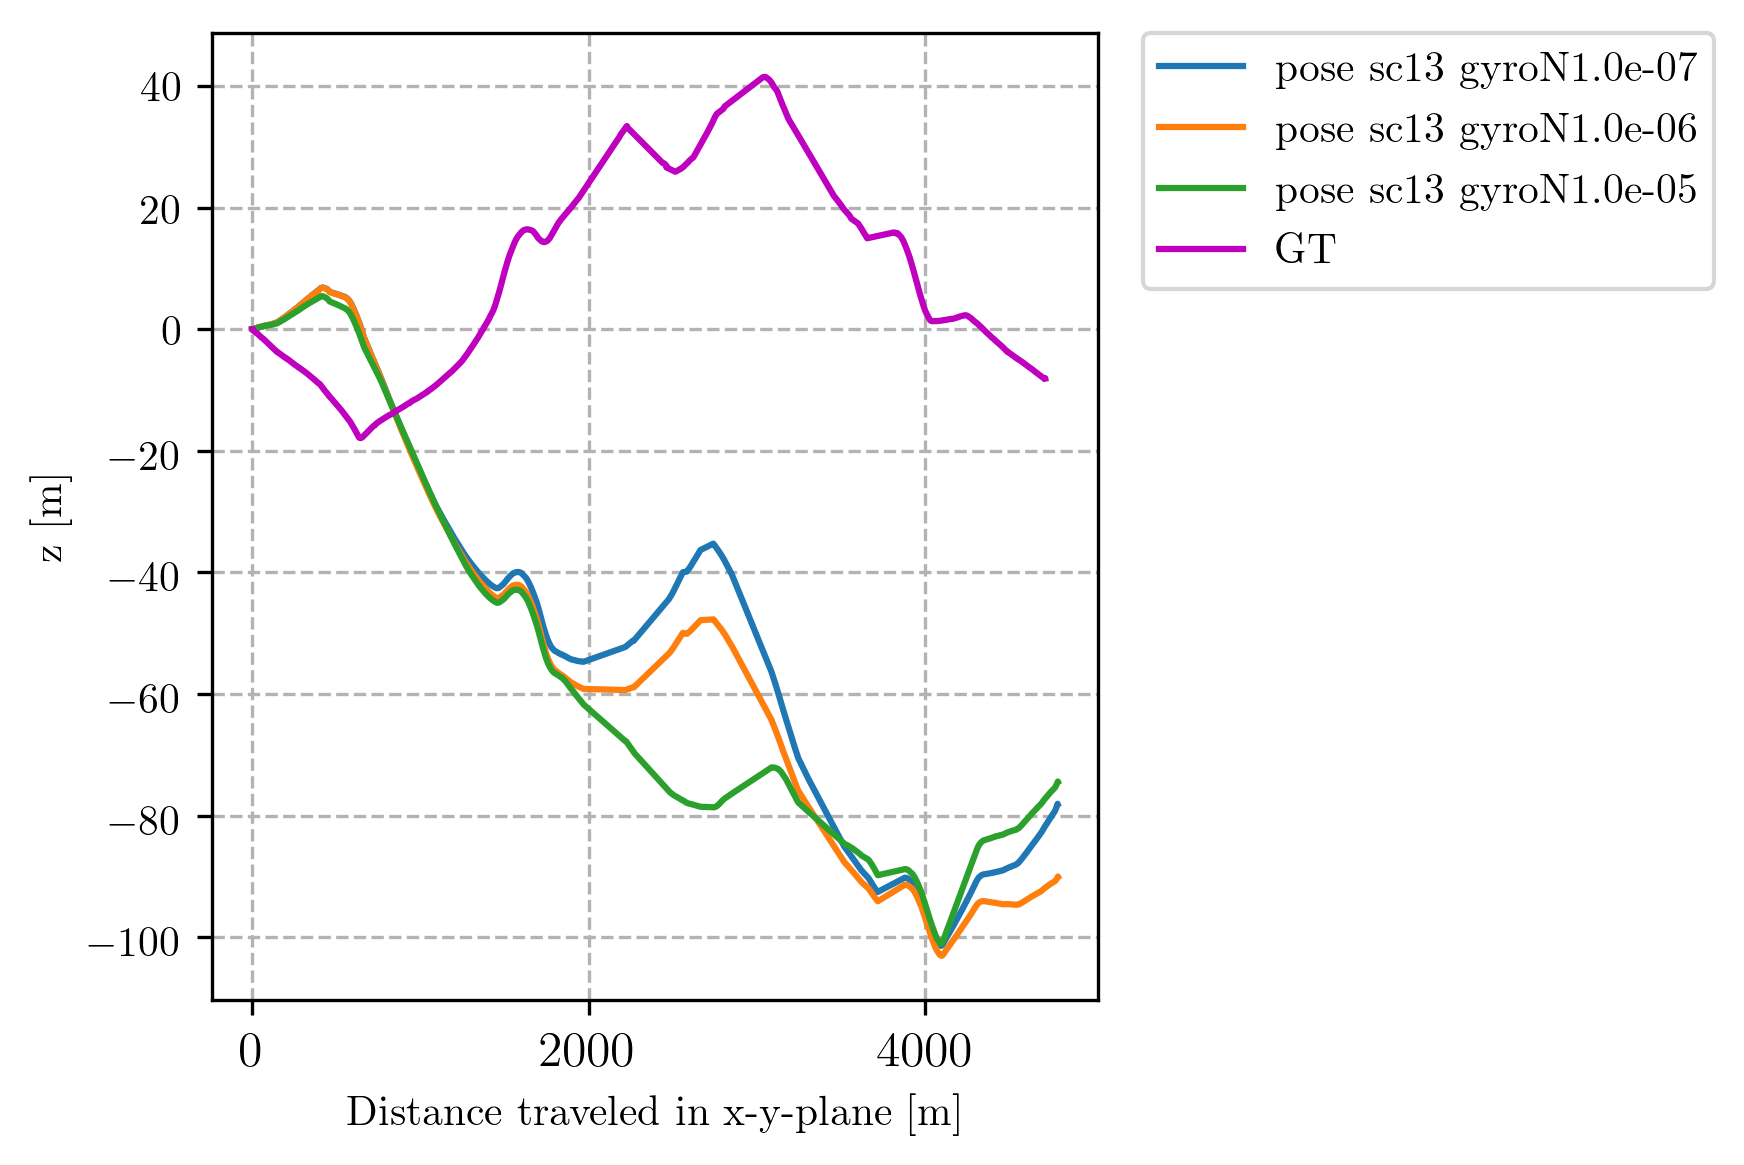 40
20
0
−20
−40
−60
−80
−100
z [m]
0
2000
4000
Distance traveled in x-y-plane [m]
pose sc13 gyroN1.0e-07
pose sc13 gyroN1.0e-06
pose sc13 gyroN1.0e-05
GT